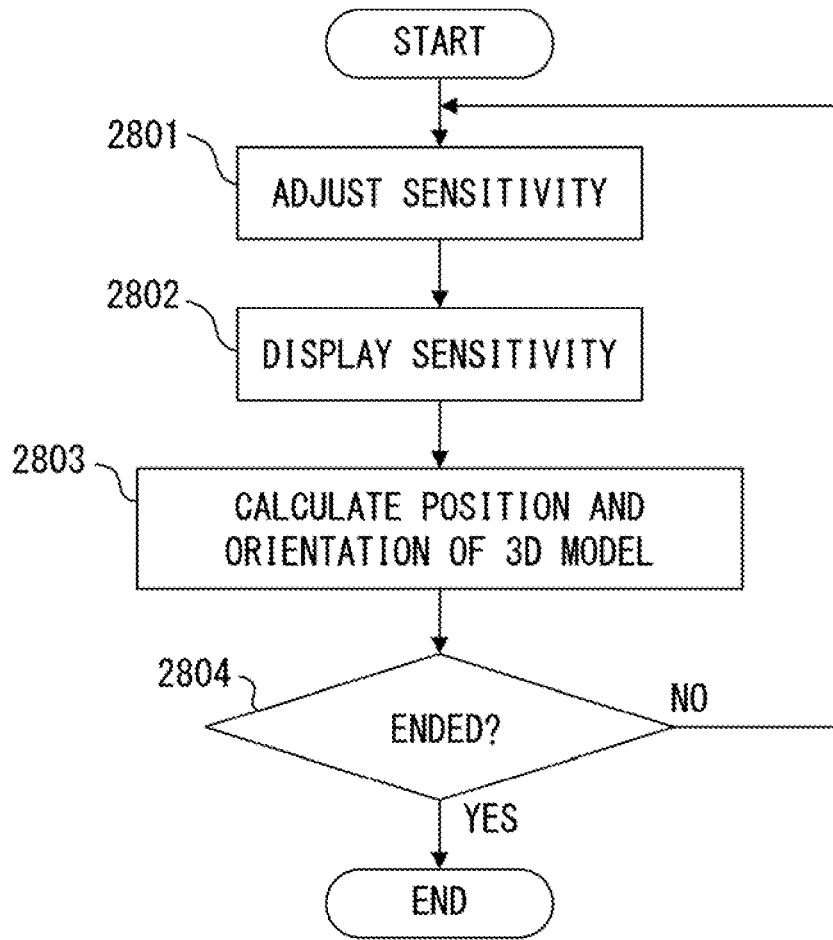 START
2801
ADJUST SENSITIVITY
2802
DISPLAY SENSITIVITY
2803
CALCULATE POSITION AND
ORIENTATION OF 3D MODEL
2804
ENDED?
NO
YES
END